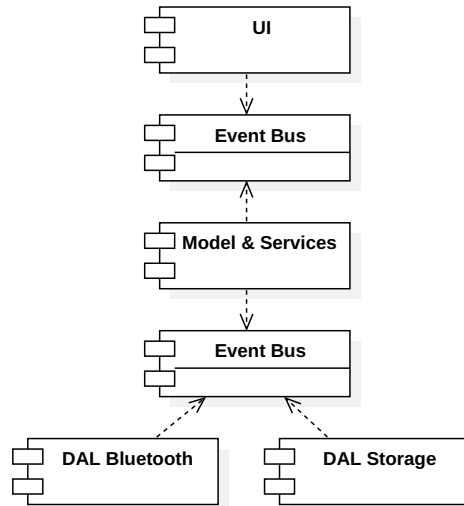 UI
Event Bus
Model & Services
Event Bus
DAL Bluetooth
DAL Storage